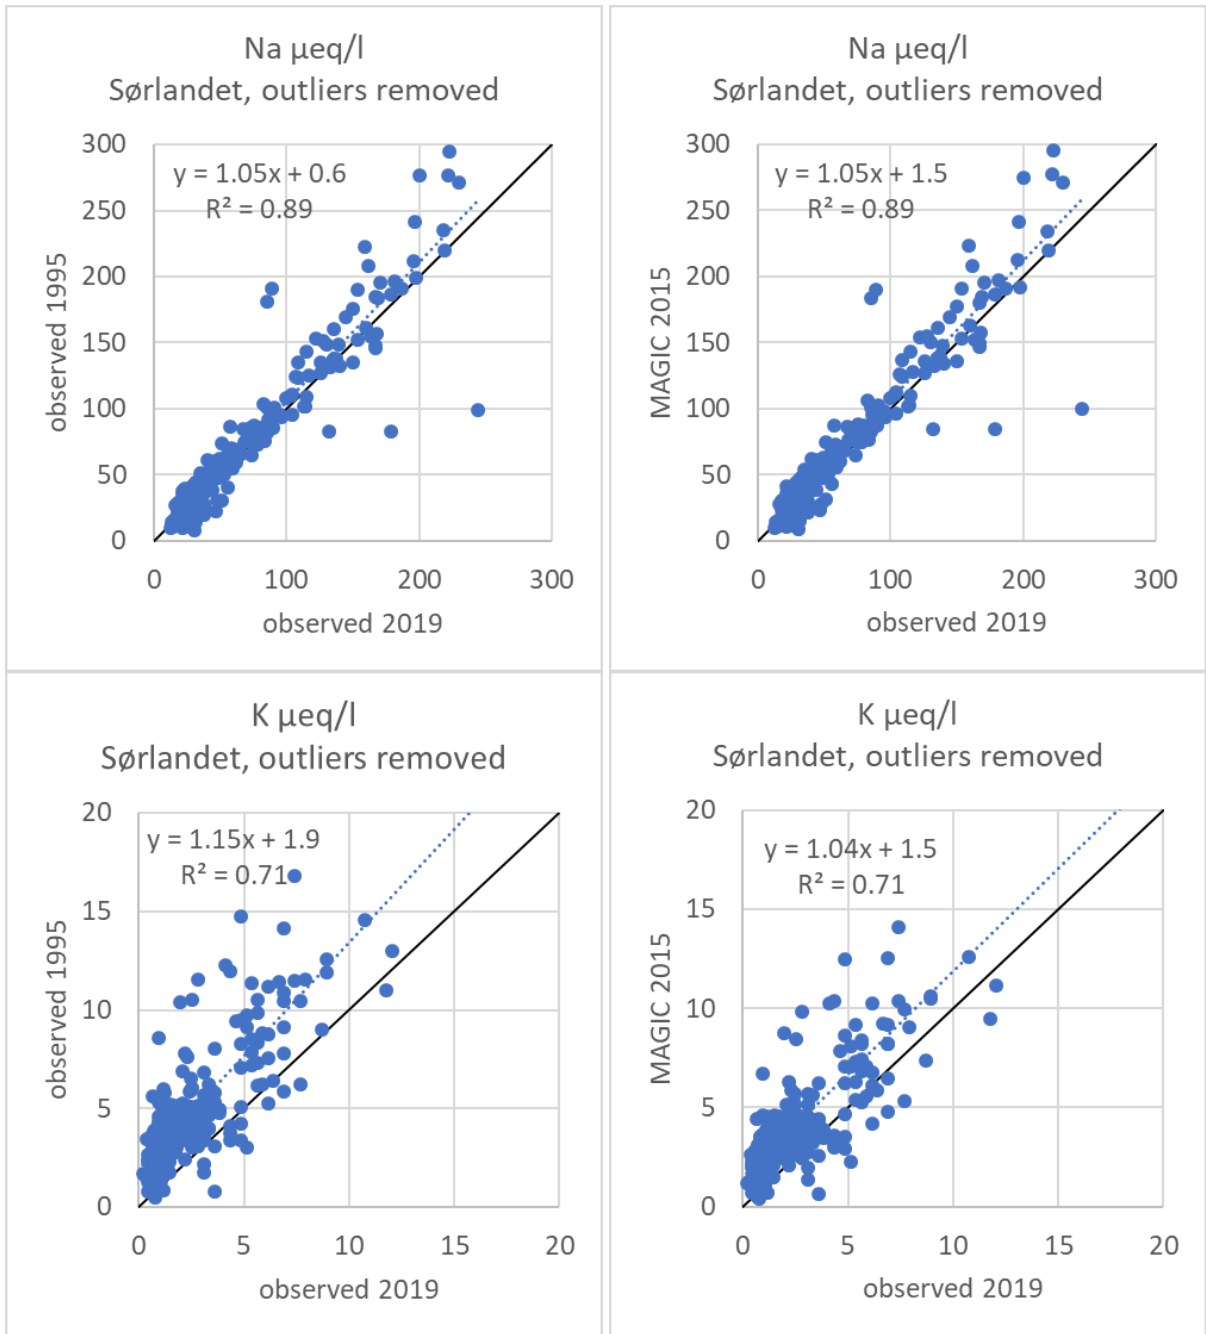 Na µeq/l
Sørlandet, outliers removed
300
250
200
150
100
50
0
y = 1.05x + 0.6
R² = 0.89
observed 1995
0 100 200 300
observed 2019
Na µeq/l
Sørlandet, outliers removed
300
250
200
150
100
50
0
y = 1.05x + 1.5
R² = 0.89
MAGIC 2015
0 100 200 300
observed 2019
K µeq/l
Sørlandet, outliers removed
20
15
10
5
0
y = 1.15x + 1.9
R² = 0.71
observed 1995
0 5 10 15 20
observed 2019
K µeq/l
Sørlandet, outliers removed
20
15
10
5
0
y = 1.04x + 1.5
R² = 0.71
MAGIC 2015
0 5 10 15 20
observed 2019